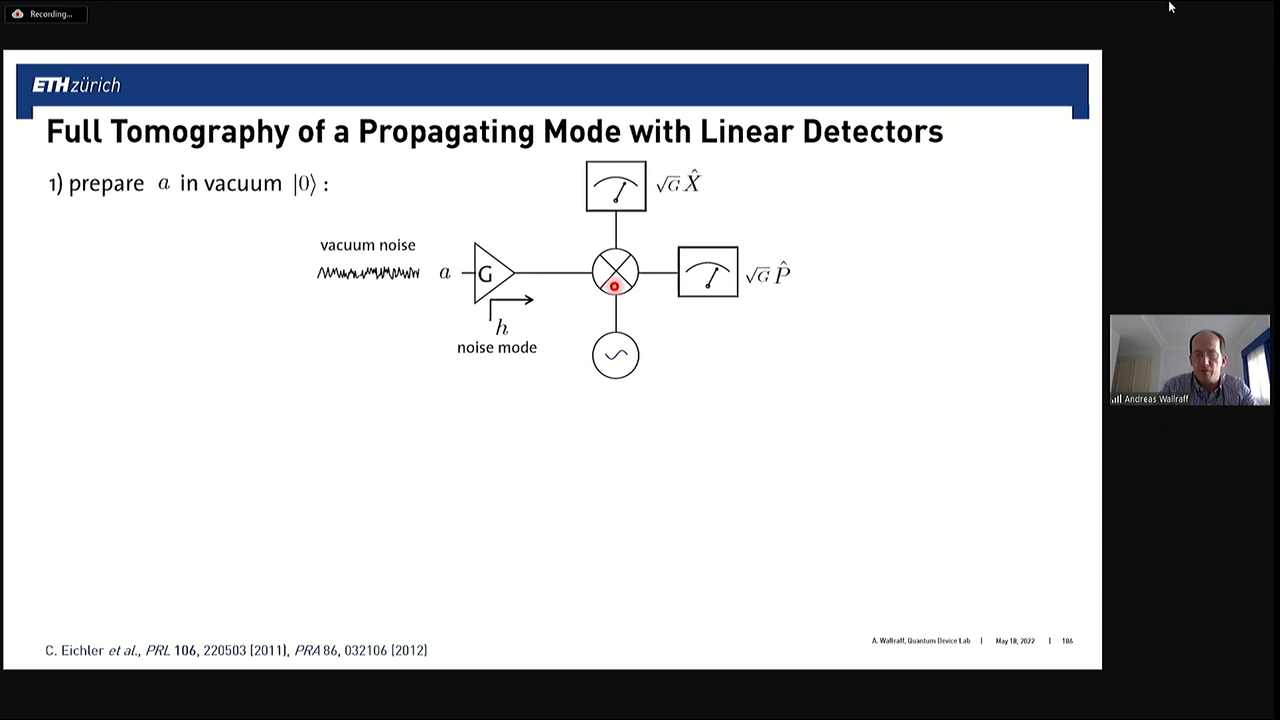 Recording...
ETH zürich
Full Tomography of a Propagating Mode with Linear Detectors
1) prepare a in vacuum |0⟩ :
√G X̂
vacuum noise
a
G
√G P̂
h
noise mode
Andreas Wallraff
A. Wallraff, Quantum Device Lab | May 18, 2022 | 186
C. Eichler et al., PRL 106, 220503 (2011), PRA 86, 032106 (2012)